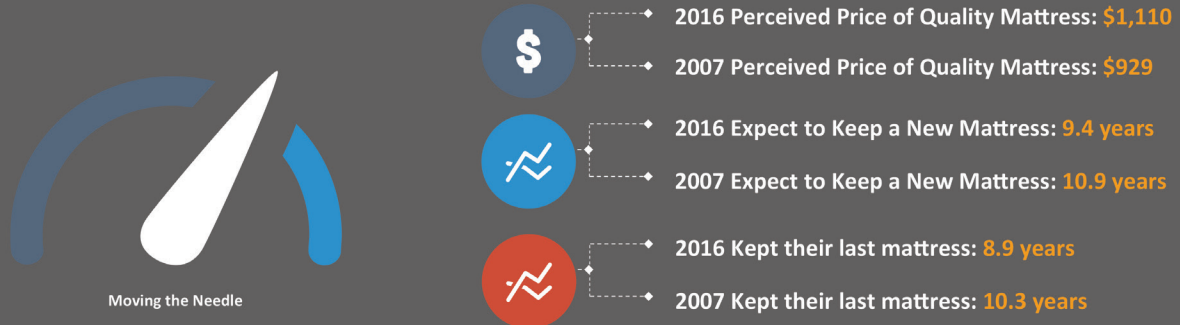 2016 Perceived Price of Quality Mattress: $1,110
2007 Perceived Price of Quality Mattress: $929
2016 Expect to Keep a New Mattress: 9.4 years
2007 Expect to Keep a New Mattress: 10.9 years
2016 Kept their last mattress: 8.9 years
2007 Kept their last mattress: 10.3 years
Moving the Needle
$